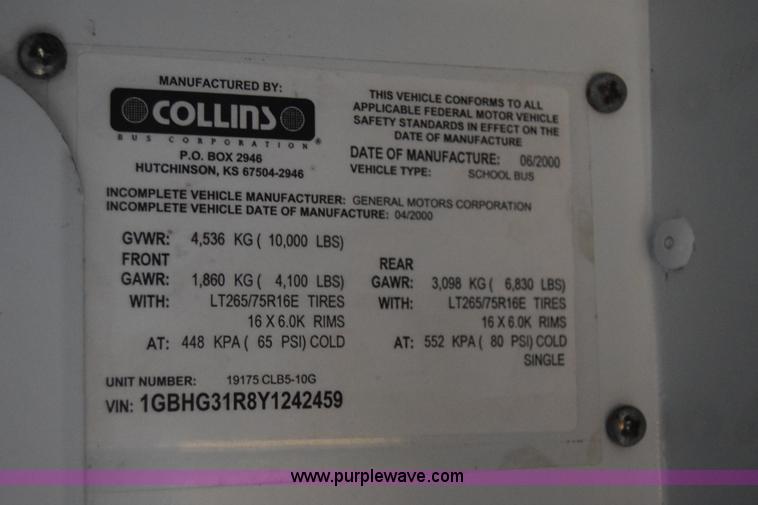 MANUFACTURED BY:
COLLINS
BUS CORPORATION®
P.O. BOX 2946
HUTCHINSON, KS 67504-2946
THIS VEHICLE CONFORMS TO ALL
APPLICABLE FEDERAL MOTOR VEHICLE
SAFETY STANDARDS IN EFFECT ON THE
DATE OF MANUFACTURE
DATE OF MANUFACTURE: 06/2000
VEHICLE TYPE: SCHOOL BUS
INCOMPLETE VEHICLE MANUFACTURER: GENERAL MOTORS CORPORATION
INCOMPLETE VEHICLE DATE OF MANUFACTURE: 04/2000
GVWR: 4,536 KG ( 10,000 LBS)
FRONT
GAWR: 1,860 KG ( 4,100 LBS)
WITH: LT265/75R16E TIRES
16 X 6.0K RIMS
AT: 448 KPA ( 65 PSI) COLD
REAR
GAWR: 3,098 KG ( 6,830 LBS)
WITH: LT265/75R16E TIRES
16 X 6.0K RIMS
AT: 552 KPA ( 80 PSI) COLD
SINGLE
UNIT NUMBER: 19175 CLB5-10G
VIN: 1GBHG31R8Y1242459
www.purplewave.com